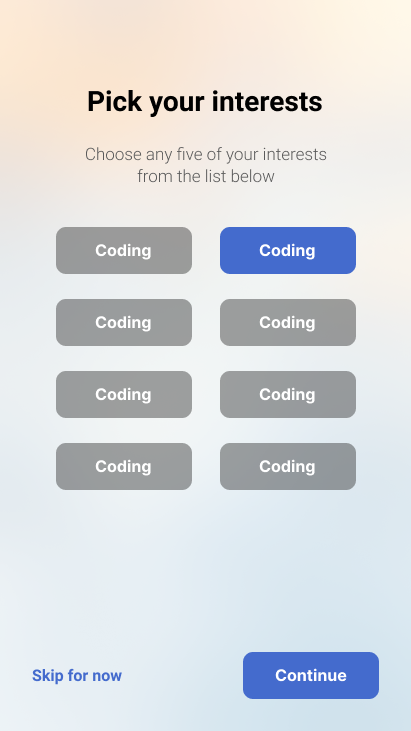 Pick your interests
Choose any five of your interests
from the list below
Coding
Coding
Coding
Coding
Coding
Coding
Coding
Coding
Skip for now
Continue